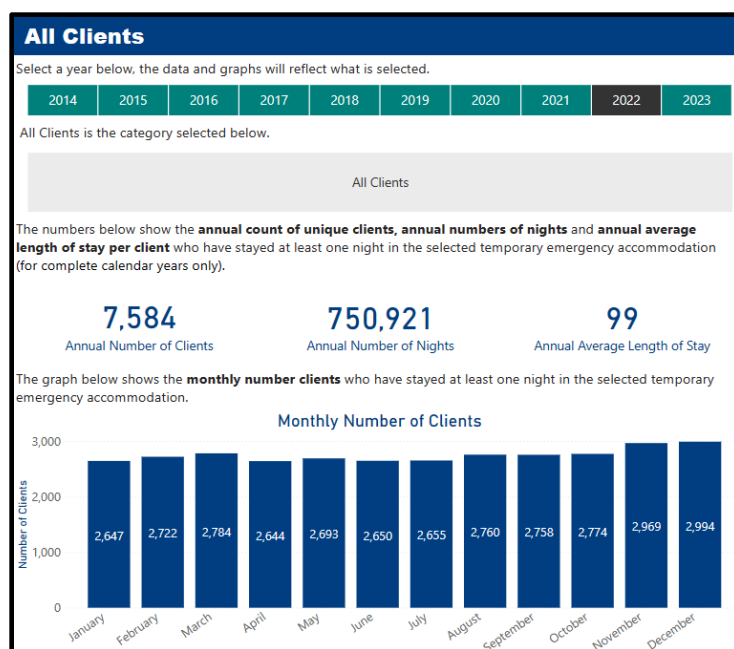 All Clients
Select a year below, the data and graphs will reflect what is selected.
2014 2015 2016 2017 2018 2019 2020 2021 2022 2023
All Clients is the category selected below.
All Clients
The numbers below show the annual count of unique clients, annual numbers of nights and annual average
length of stay per client who have stayed at least one night in the selected temporary emergency accommodation
(for complete calendar years only).
7,584 750,921 99
Annual Number of Clients Annual Number of Nights Annual Average Length of Stay
The graph below shows the monthly number clients who have stayed at least one night in the selected temporary
emergency accommodation.
Monthly Number of Clients
Number of Clients
3,000
2,000
1,000
0
2,647 2,722 2,784 2,644 2,693 2,650 2,655 2,760 2,758 2,774 2,969 2,994
January February March April May June July August September October November December